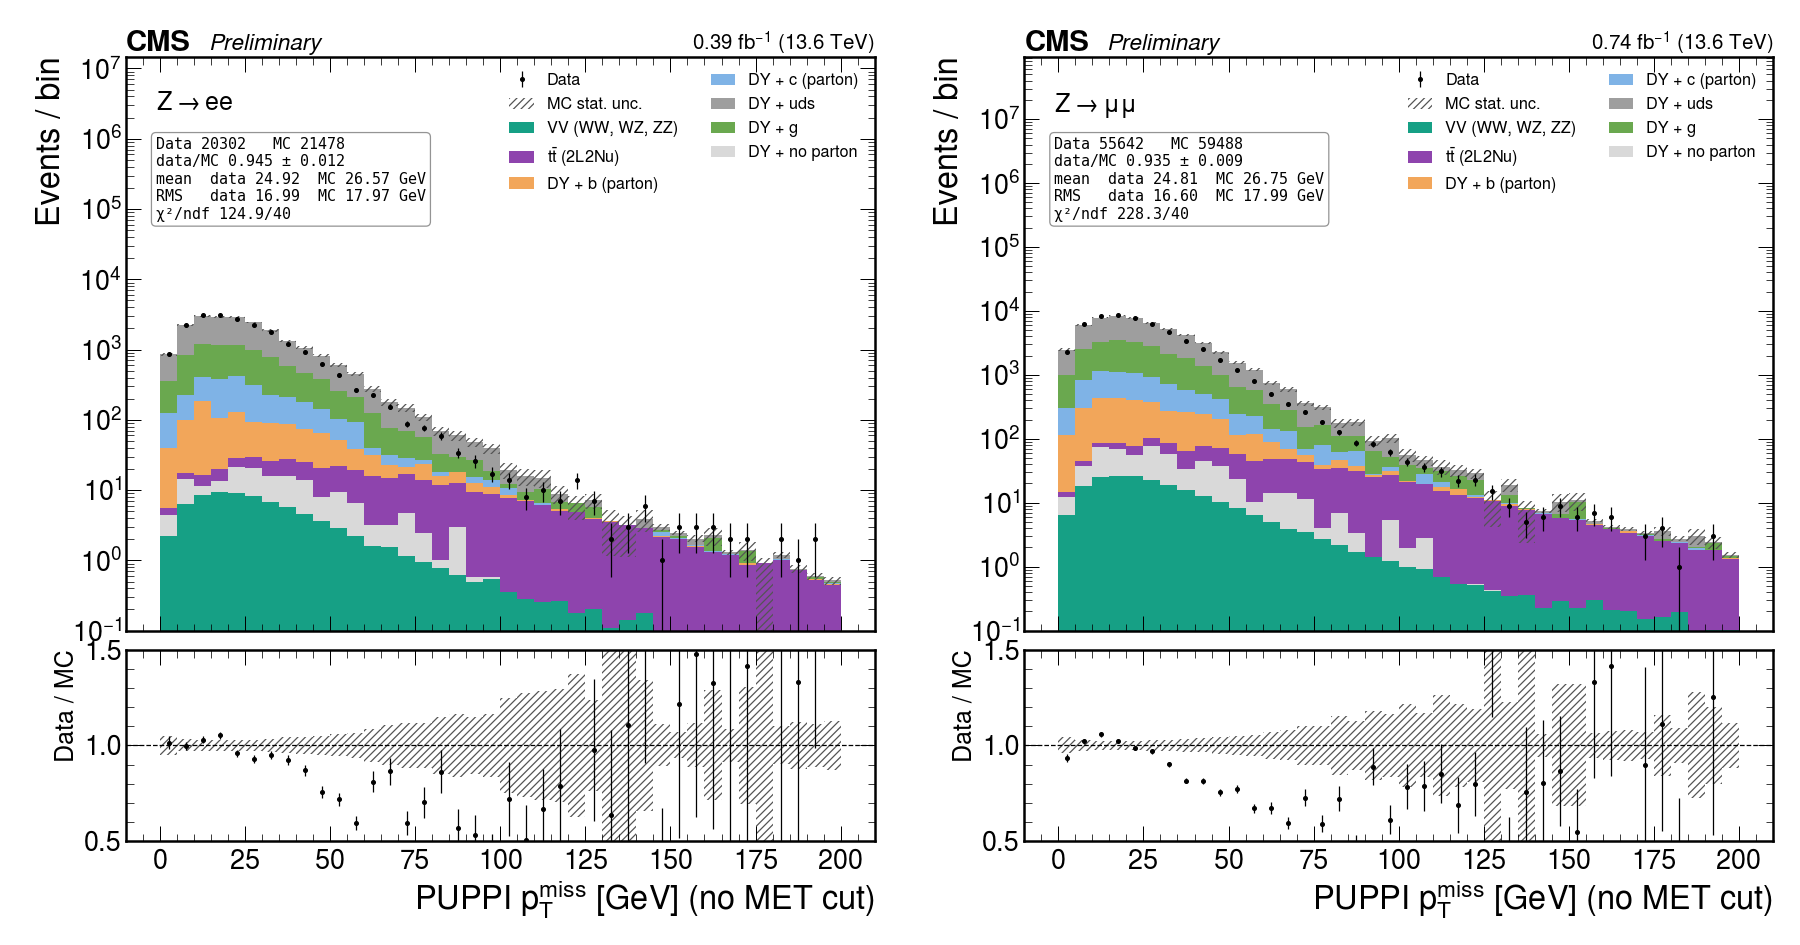 CMS Preliminary 0.39 fb⁻¹ (13.6 TeV)
Events / bin
Z → ee
Data 20302 MC 21478
data/MC 0.945 ± 0.012
mean data 24.92 MC 26.57 GeV
RMS data 16.99 MC 17.97 GeV
χ²/ndf 124.9/40
Data
MC stat. unc.
VV (WW, WZ, ZZ)
tt̄ (2L2Nu)
DY + b (parton)
DY + c (parton)
DY + uds
DY + g
DY + no parton
10⁷
10⁶
10⁵
10⁴
10³
10²
10¹
10⁰
10⁻¹
Data / MC
1.5
1.0
0.5
0 25 50 75 100 125 150 175 200
PUPPI p_T^miss [GeV] (no MET cut)
CMS Preliminary 0.74 fb⁻¹ (13.6 TeV)
Events / bin
Z → μμ
Data 55642 MC 59488
data/MC 0.935 ± 0.009
mean data 24.81 MC 26.75 GeV
RMS data 16.60 MC 17.99 GeV
χ²/ndf 228.3/40
Data
MC stat. unc.
VV (WW, WZ, ZZ)
tt̄ (2L2Nu)
DY + b (parton)
DY + c (parton)
DY + uds
DY + g
DY + no parton
10⁷
10⁶
10⁵
10⁴
10³
10²
10¹
10⁰
10⁻¹
Data / MC
1.5
1.0
0.5
0 25 50 75 100 125 150 175 200
PUPPI p_T^miss [GeV] (no MET cut)